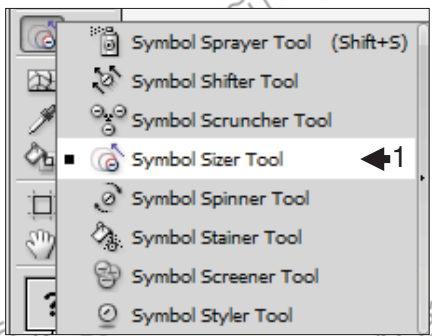 Symbol Sprayer Tool (Shift+S)
Symbol Shifter Tool
Symbol Scruncher Tool
Symbol Sizer Tool 1
Symbol Spinner Tool
Symbol Stainer Tool
Symbol Screener Tool
Symbol Styler Tool
?